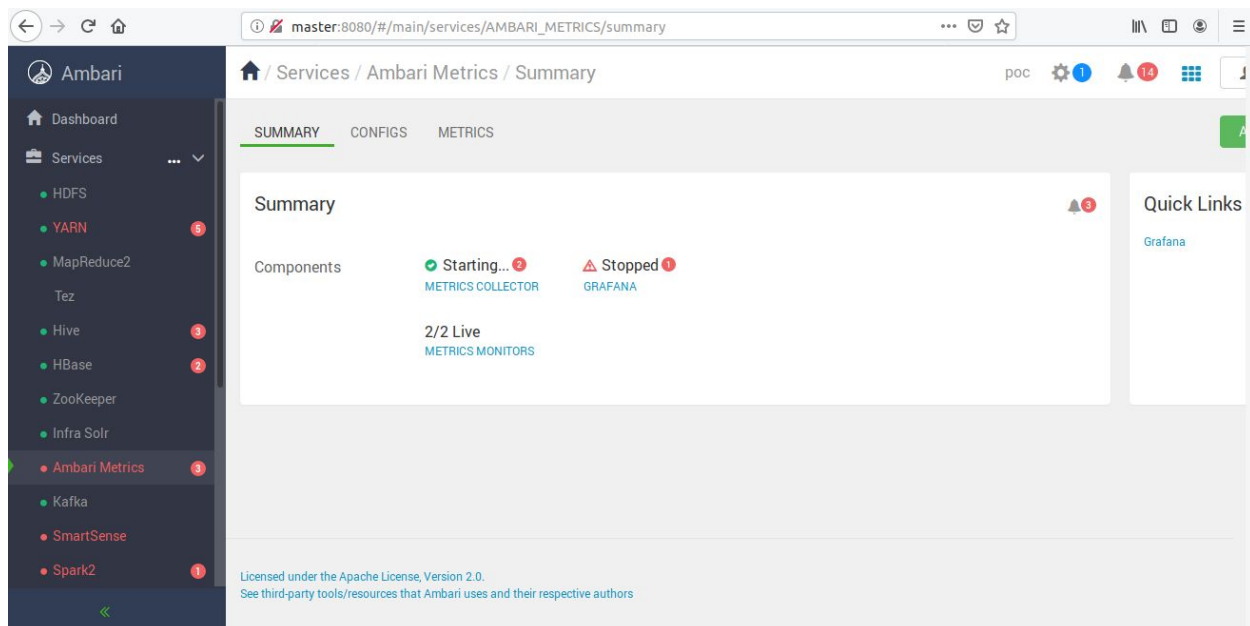 master:8080/#/main/services/AMBARI_METRICS/summary
Ambari
/ Services / Ambari Metrics / Summary
poc
1
14
Dashboard
SUMMARY CONFIGS METRICS
A
Services ...
HDFS
YARN 5
MapReduce2
Tez
Hive 3
HBase 2
ZooKeeper
Infra Solr
Ambari Metrics 3
Kafka
SmartSense
Spark2 1
«
Summary 3
Components
Starting... 2
METRICS COLLECTOR
Stopped 1
GRAFANA
2/2 Live
METRICS MONITORS
Quick Links
Grafana
Licensed under the Apache License, Version 2.0.
See third-party tools/resources that Ambari uses and their respective authors